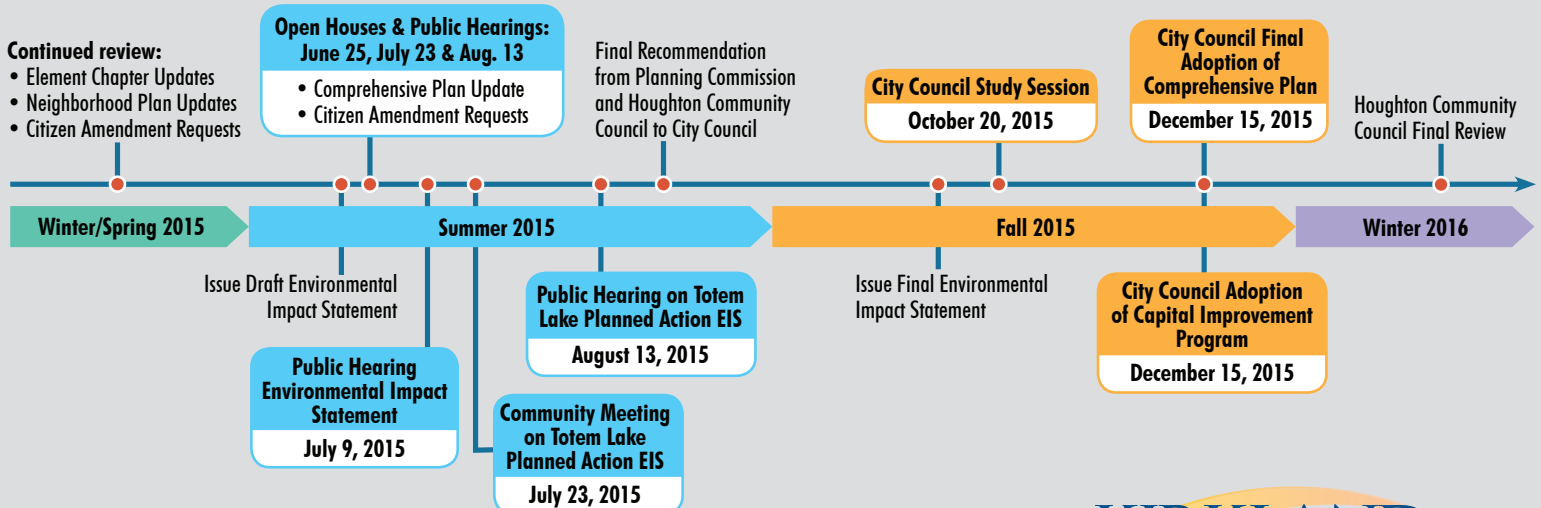 Continued review:
• Element Chapter Updates
• Neighborhood Plan Updates
• Citizen Amendment Requests
Open Houses & Public Hearings:
June 25, July 23 & Aug. 13
• Comprehensive Plan Update
• Citizen Amendment Requests
Final Recommendation
from Planning Commission
and Houghton Community
Council to City Council
City Council Study Session
October 20, 2015
City Council Final
Adoption of
Comprehensive Plan
December 15, 2015
Houghton Community
Council Final Review
Winter/Spring 2015
Summer 2015
Fall 2015
Winter 2016
Issue Draft Environmental
Impact Statement
Public Hearing
Environmental Impact
Statement
July 9, 2015
Community Meeting
on Totem Lake
Planned Action EIS
July 23, 2015
Public Hearing on Totem
Lake Planned Action EIS
August 13, 2015
Issue Final Environmental
Impact Statement
City Council Adoption
of Capital Improvement
Program
December 15, 2015